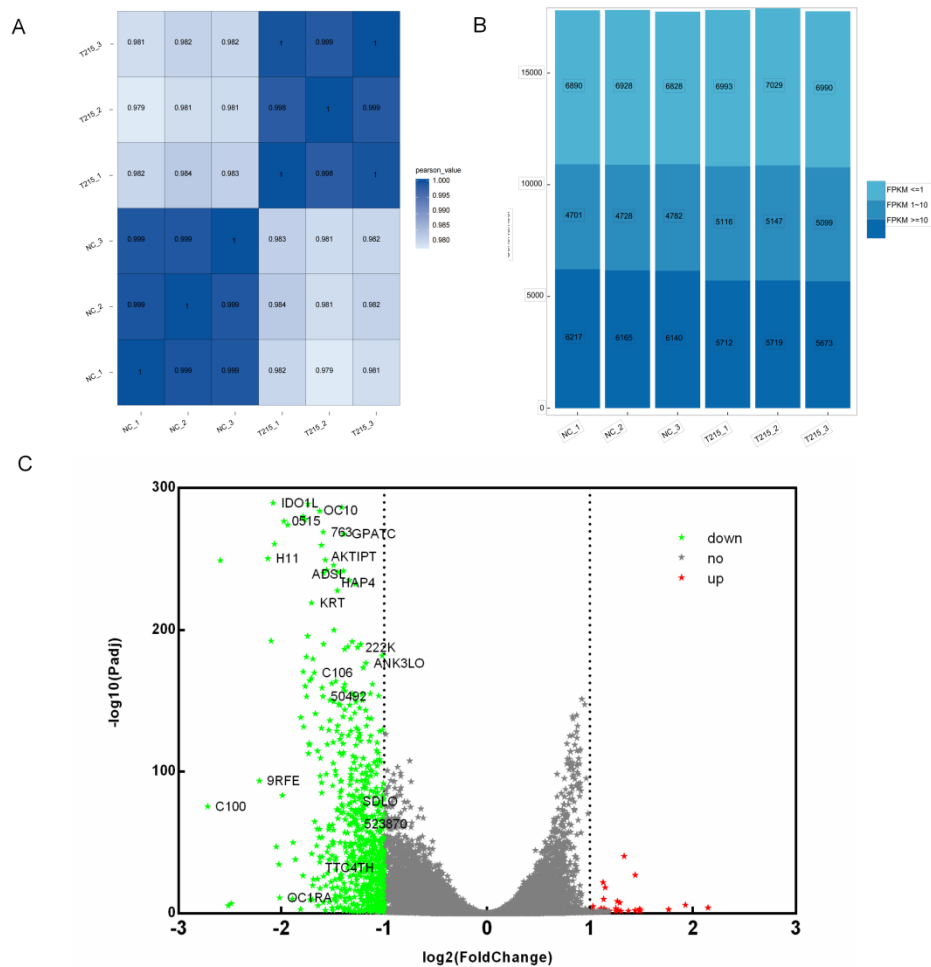 A
T215_3
0.981 0.982 0.982 1 0.999 1
T215_2
0.979 0.981 0.981 0.998 1 0.999
T215_1
0.982 0.984 0.983 1 0.998 1
NC_3
0.999 0.999 1 0.983 0.981 0.982
NC_2
0.999 1 0.999 0.984 0.981 0.982
NC_1
1 0.999 0.999 0.982 0.979 0.981
NC_1 NC_2 NC_3 T215_1 T215_2 T215_3
pearson_value
1.000
0.995
0.990
0.985
0.980
B
15000
10000
5000
0
6890 6928 6828 6993 7029 6990
4701 4728 4782 5116 5147 5099
6217 6165 6140 5712 5719 5673
NC_1 NC_2 NC_3 T215_1 T215_2 T215_3
FPKM <=1
FPKM 1~10
FPKM >=10
C
300
200
100
0
-log10(Padj)
IDO1L
OC10
0515
763
GPATC
H11
AKTIPT
ADSL
HAP4
KRT
222K
ANK3LO
C106
50492
9RFE
C100
SDLO
523870
TTC4TH
OC1RA
down
no
up
-3 -2 -1 0 1 2 3
log2(FoldChange)